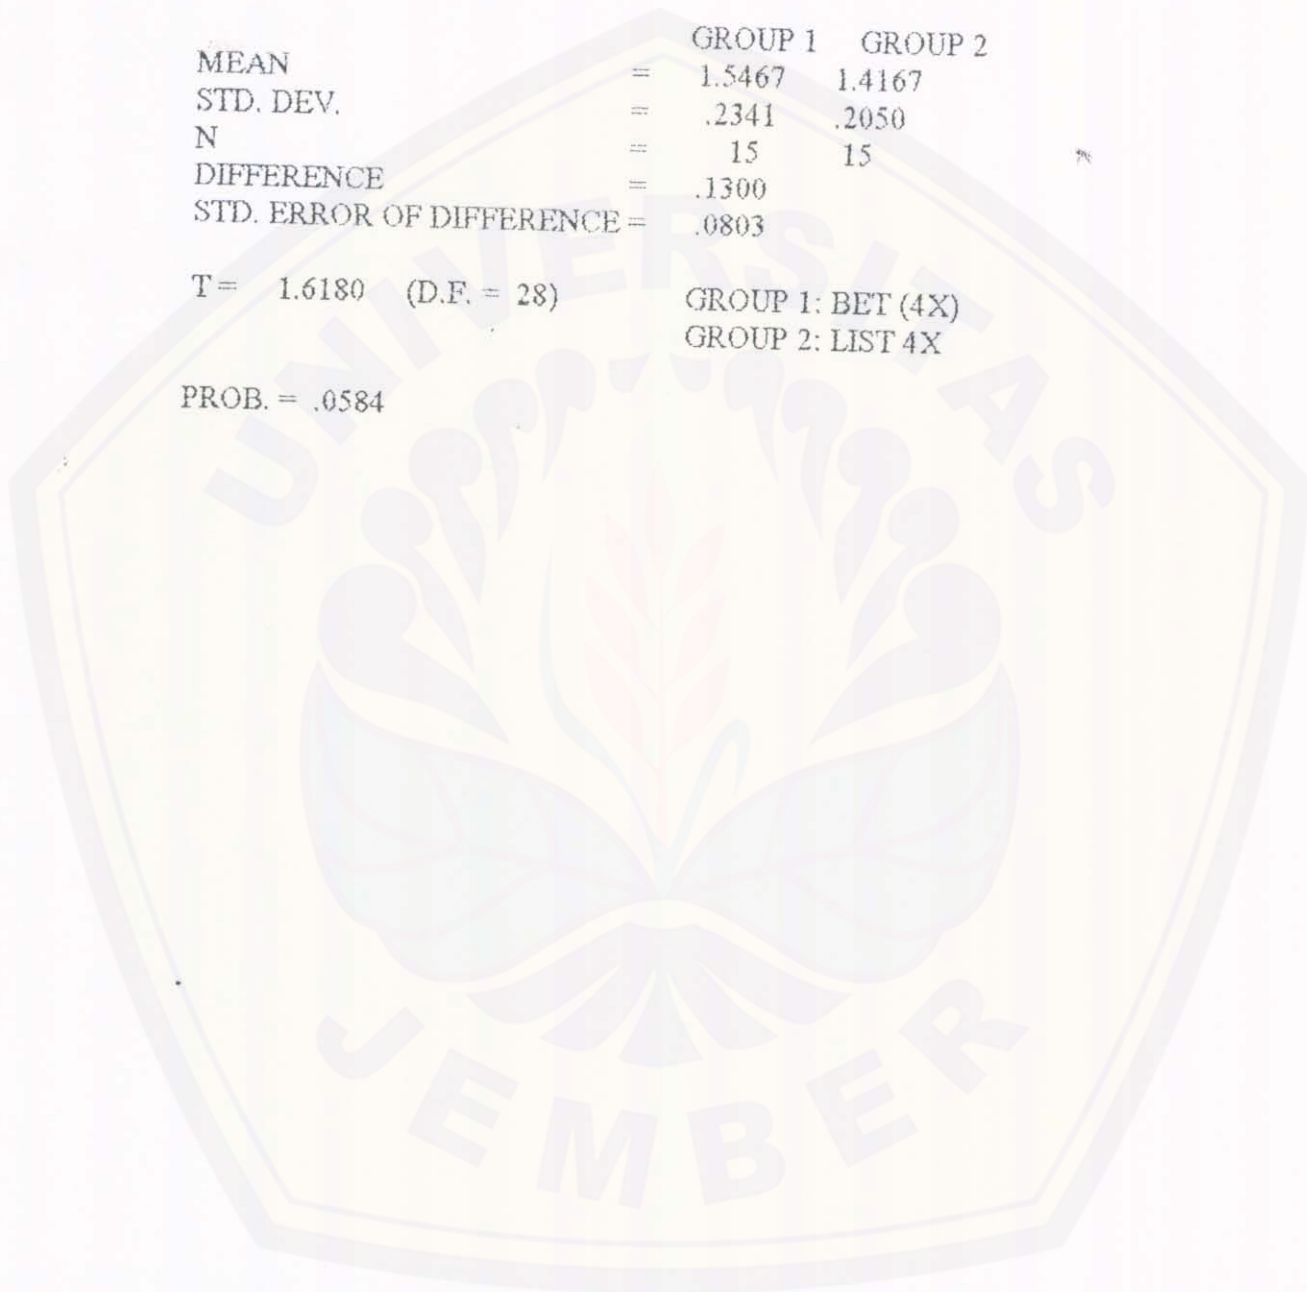 GROUP 1 GROUP 2
MEAN = 1.5467 1.4167
STD. DEV. = .2341 .2050
N = 15 15
DIFFERENCE = .1300
STD. ERROR OF DIFFERENCE = .0803
T = 1.6180 (D.F. = 28)
GROUP 1: BET (4X)
GROUP 2: LIST 4X
PROB. = .0584
UNIVERSITAS
JEMBER